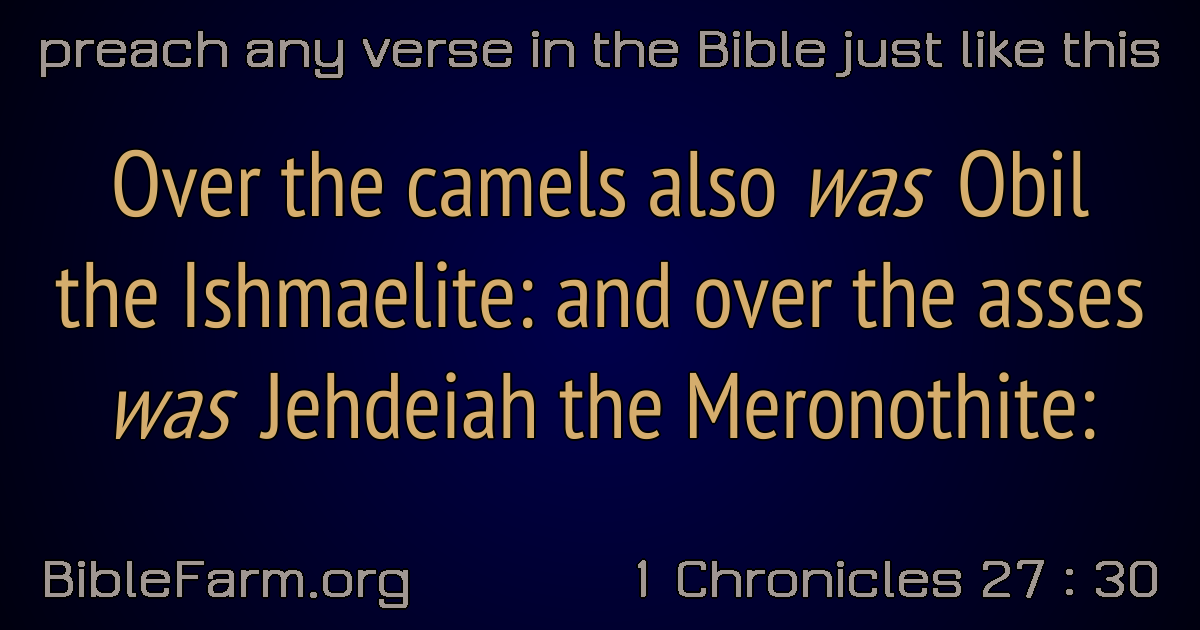 preach any verse in the Bible just like this
Over the camels also was Obil
the Ishmaelite: and over the asses
was Jehdeiah the Meronothite:
BibleFarm.org
1 Chronicles 27 : 30